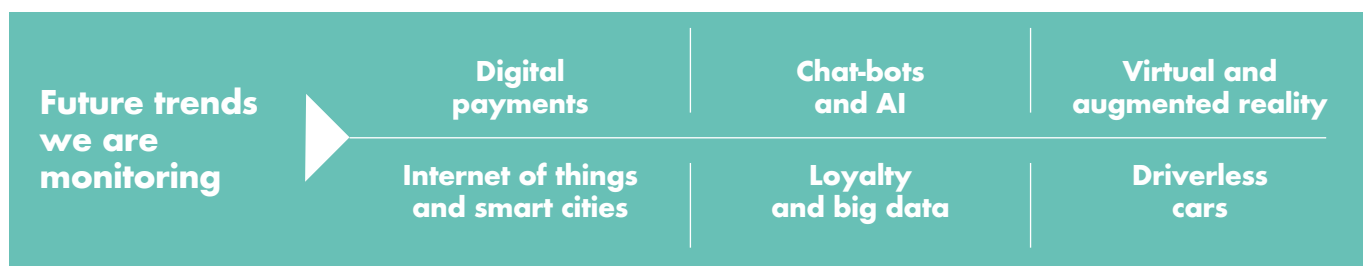 Future trends
we are
monitoring
Digital
payments
Chat-bots
and AI
Virtual and
augmented reality
Internet of things
and smart cities
Loyalty
and big data
Driverless
cars